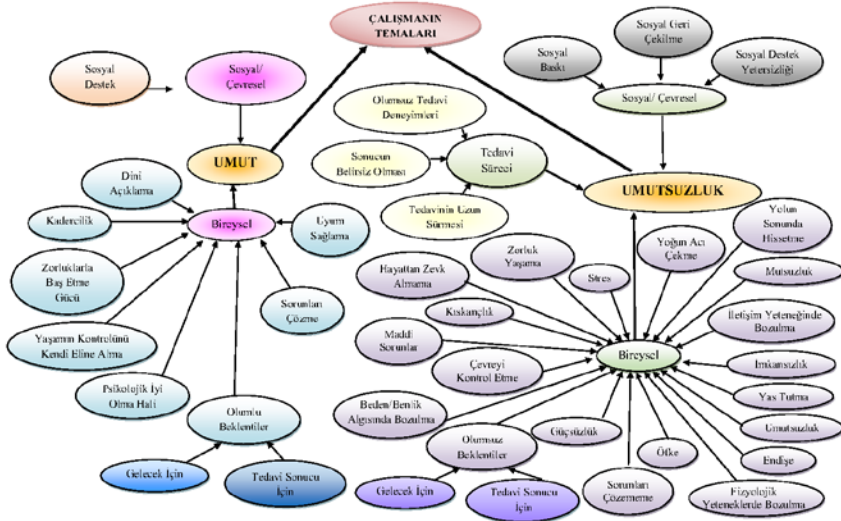 ÇALIŞMANIN
TEMALARI
Sosyal
Destek
Sosyal/
Çevresel
UMUT
Dini
Açıklama
Kadercilik
Bireysel
Uyum
Sağlama
Zorluklarla
Baş Etme
Gücü
Sorunları
Çözme
Yaşamın Kontrolünü
Kendi Eline Alma
Psikolojik İyi
Olma Hali
Olumlu
Beklentiler
Gelecek İçin
Tedavi Sonucu
İçin
Sosyal Geri
Çekilme
Sosyal
Baskı
Sosyal Destek
Yetersizliği
Sosyal/ Çevresel
Olumsuz Tedavi
Deneyimleri
Sonucun
Belirsiz Olması
Tedavi
Süreci
Tedavinin Uzun
Sürmesi
UMUTSUZLUK
Zorluk
Yaşama
Stres
Yoğun Acı
Çekme
Yolun
Sonunda
Hissetme
Hayattan Zevk
Almama
Mutsuzluk
Kıskançlık
İletişim Yeteneğinde
Bozulma
Maddi
Sorunlar
Bireysel
İmkansızlık
Çevreyi
Kontrol Etme
Yas Tutma
Beden/Benlik
Algısında Bozulma
Güçsüzlük
Umutsuzluk
Olumsuz
Beklentiler
Öfke
Endişe
Gelecek İçin
Tedavi Sonucu
İçin
Sorunları
Çözememe
Fizyolojik
Yeteneklerde Bozulma